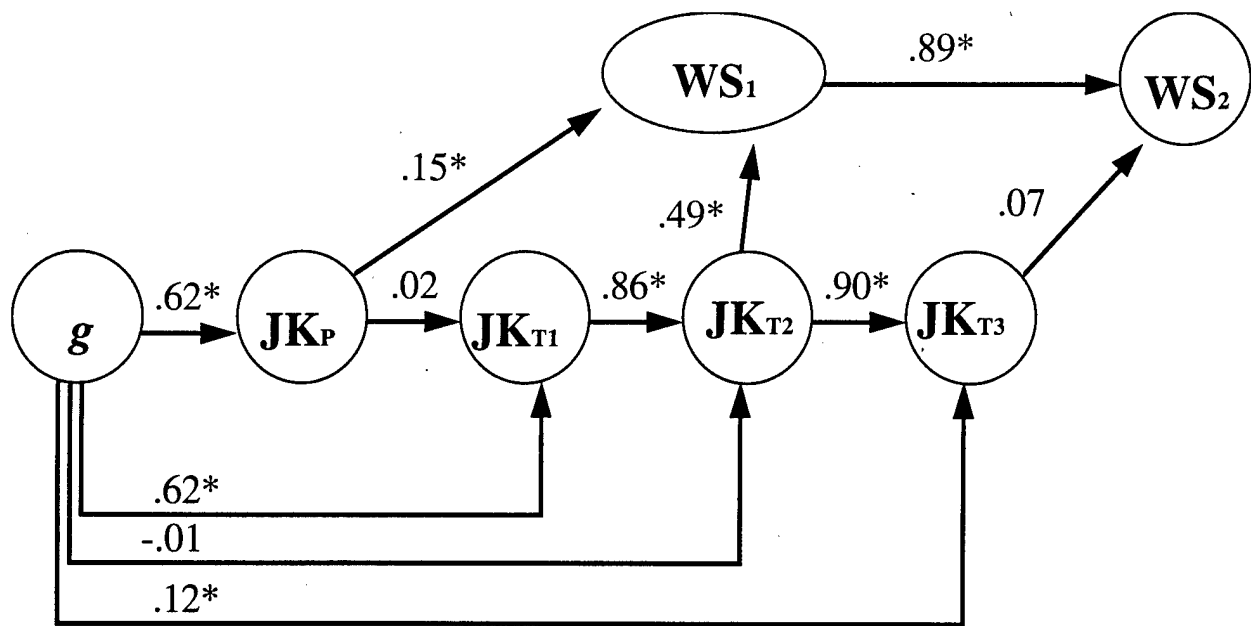 .89*
WS1
WS2
.15*
.49*
.07
.62*
.02
.86*
.90*
g
JKP
JKT1
JKT2
JKT3
.62*
-.01
.12*